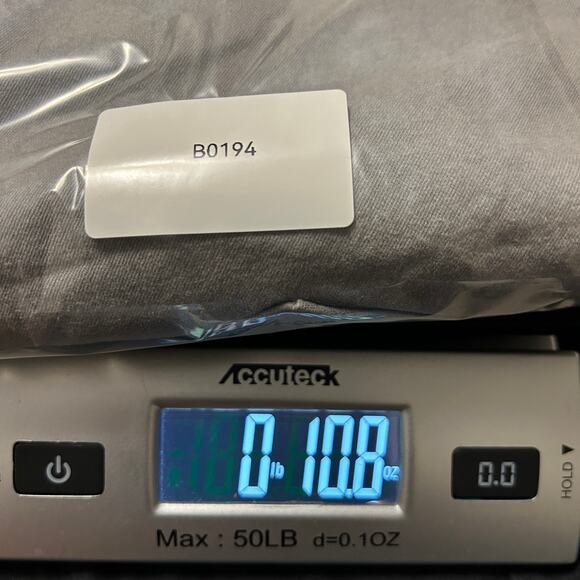 B0194
Accuteck
0 lb 10.8 oz
0.0
HOLD ▼
Max : 50LB d=0.1OZ